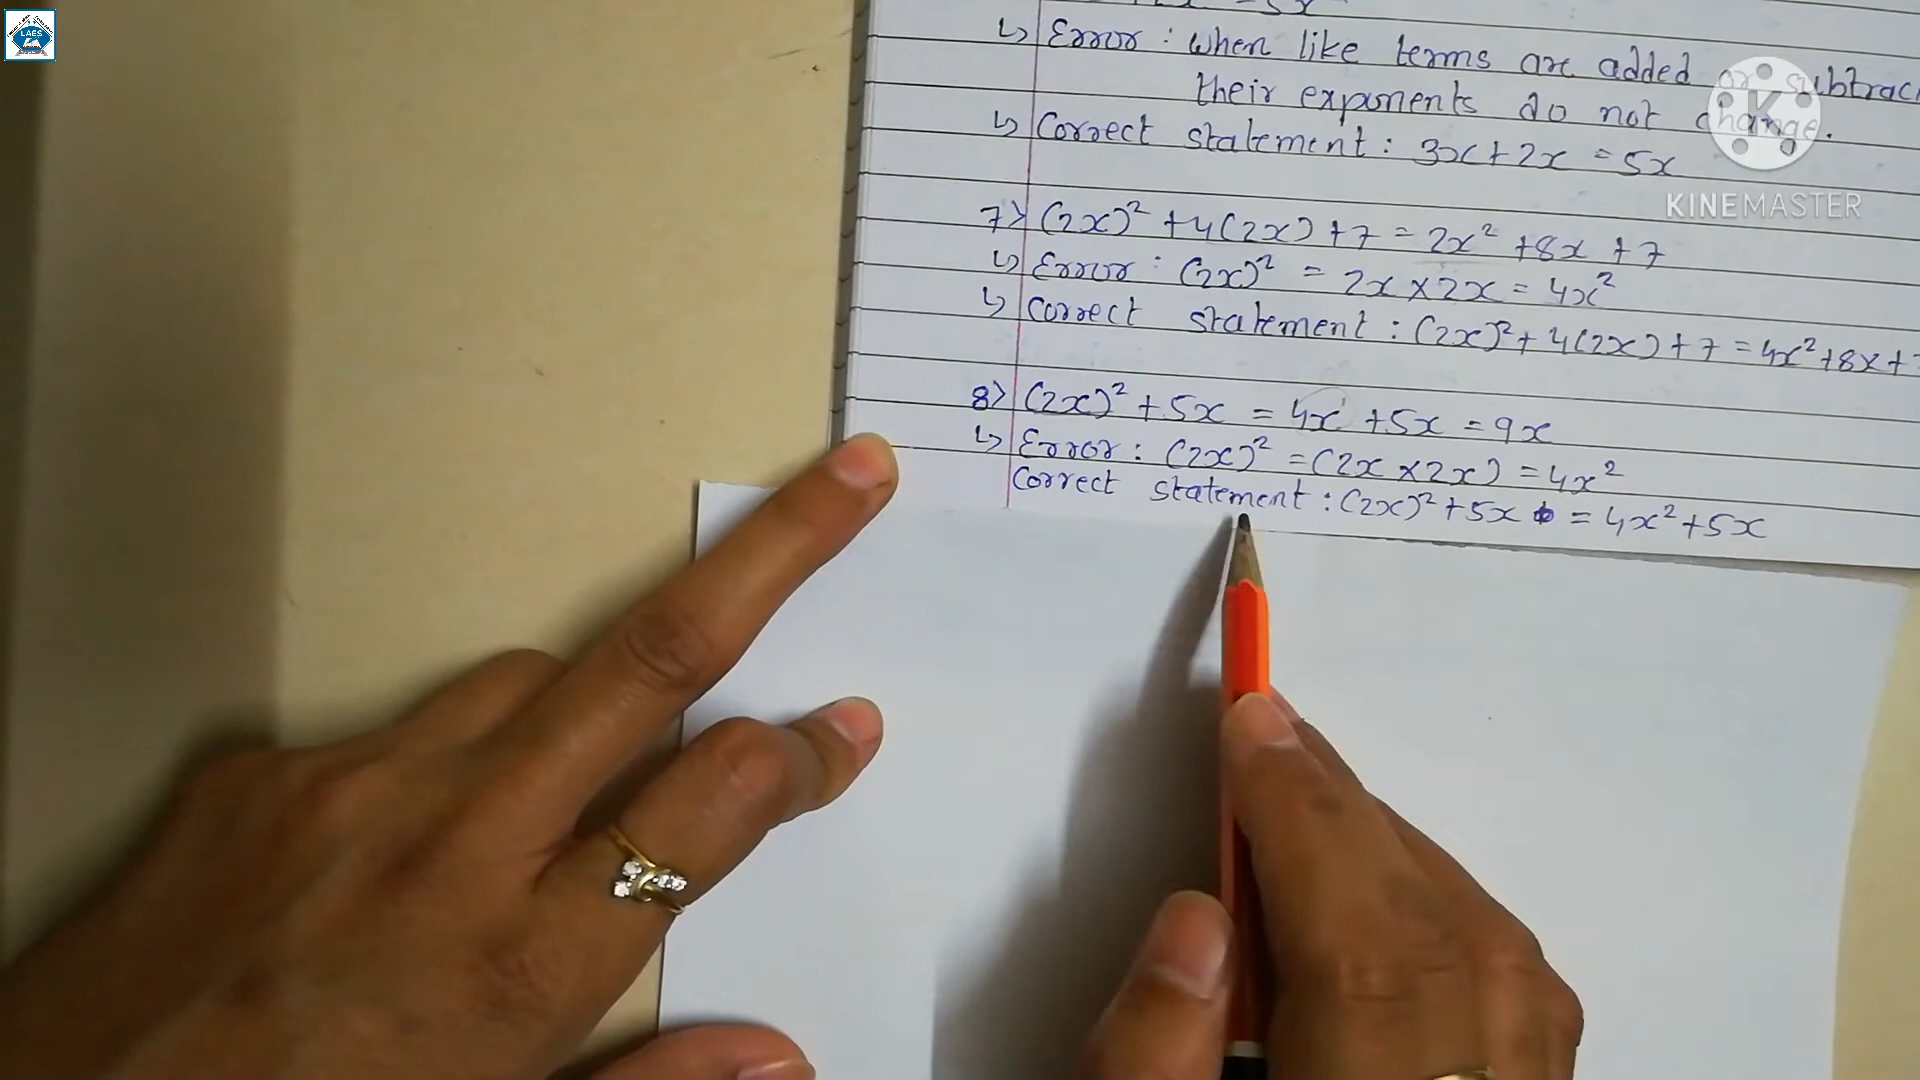 LAES
↳ Error : when like terms are added or subtrac
their exponents do not change.
↳ Correct statement : 3x + 2x = 5x
KINEMASTER
7> (2x)² + 4(2x) + 7 = 2x² + 8x + 7
↳ Error : (2x)² = 2x × 2x = 4x²
↳ Correct statement : (2x)² + 4(2x) + 7 = 4x² + 8x +
8> (2x)² + 5x = 4x + 5x = 9x
↳ Error : (2x)² = (2x × 2x) = 4x²
Correct statement : (2x)² + 5x = 4x² + 5x